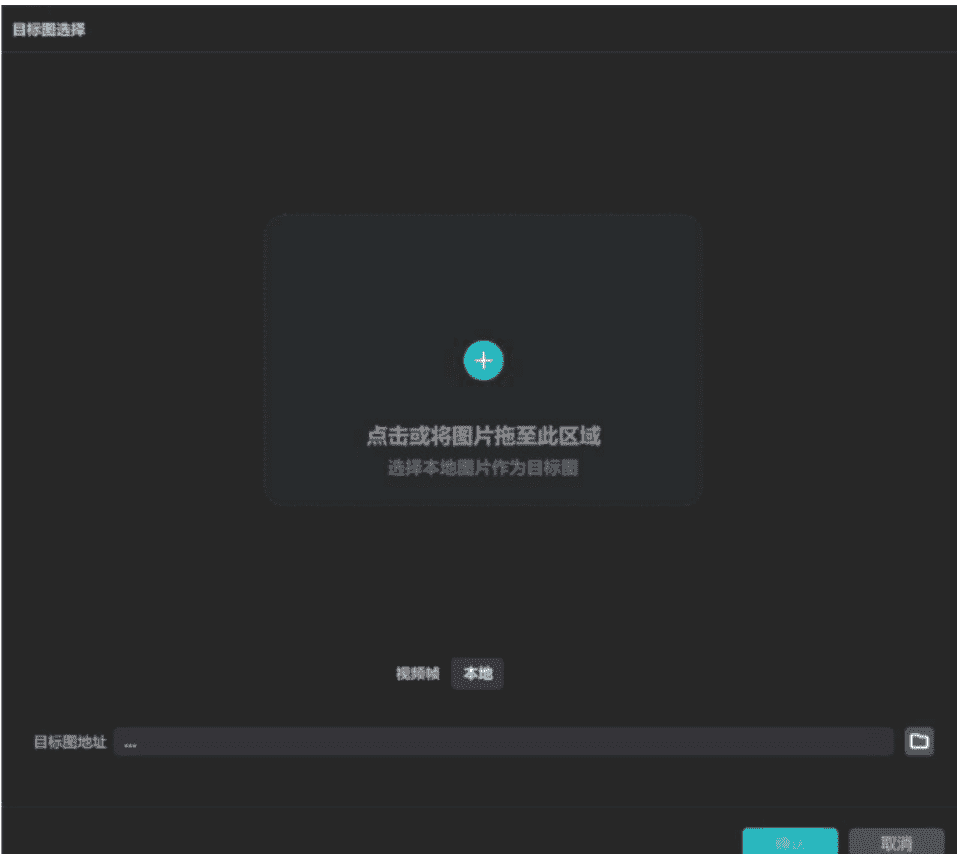 目标图选择
点击或将图片拖至此区域
选择本地图片作为目标图
视频帧 本地
目标图地址 ...
确认 取消